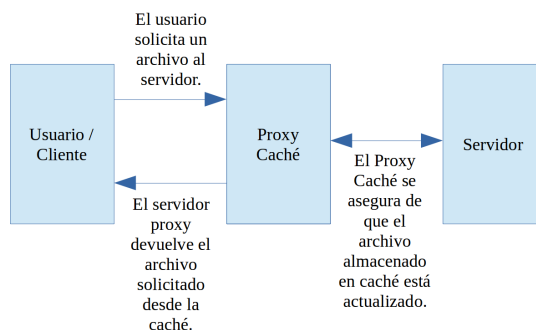 El usuario
solicita un
archivo al
servidor.
Usuario /
Cliente
Proxy
Caché
Servidor
El servidor
proxy
devuelve el
archivo
solicitado
desde la
caché.
El Proxy
Caché se
asegura de
que el
archivo
almacenado
en caché está
actualizado.